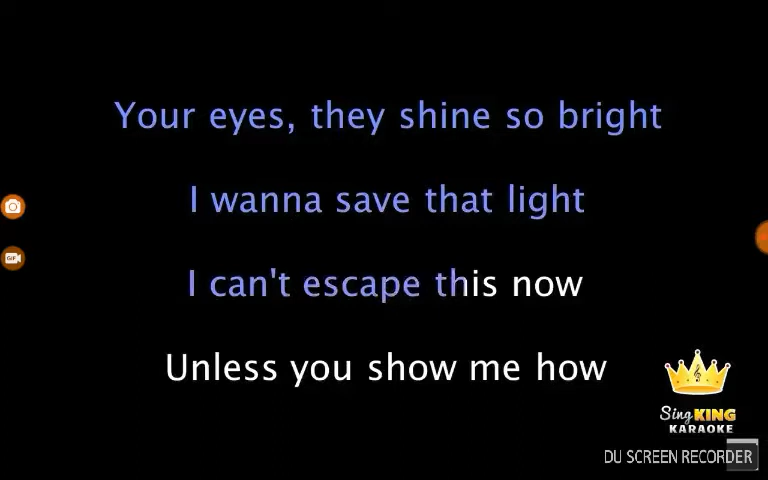 Your eyes, they shine so bright
I wanna save that light
I can't escape this now
Unless you show me how
Sing KING
KARAOKE
DU SCREEN RECORDER
GIF